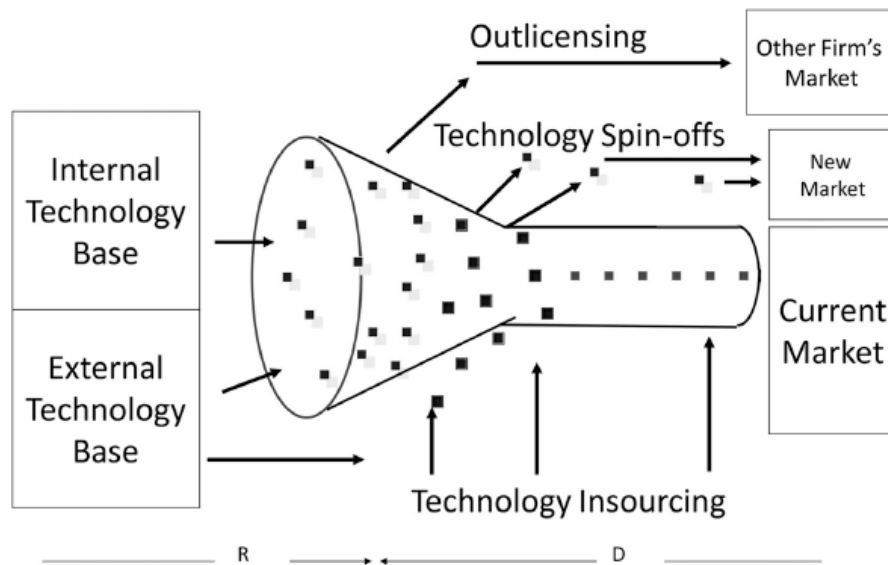 Outlicensing
Other Firm's
Market
Technology Spin-offs
New
Market
Internal
Technology
Base
External
Technology
Base
Current
Market
Technology Insourcing
R
D